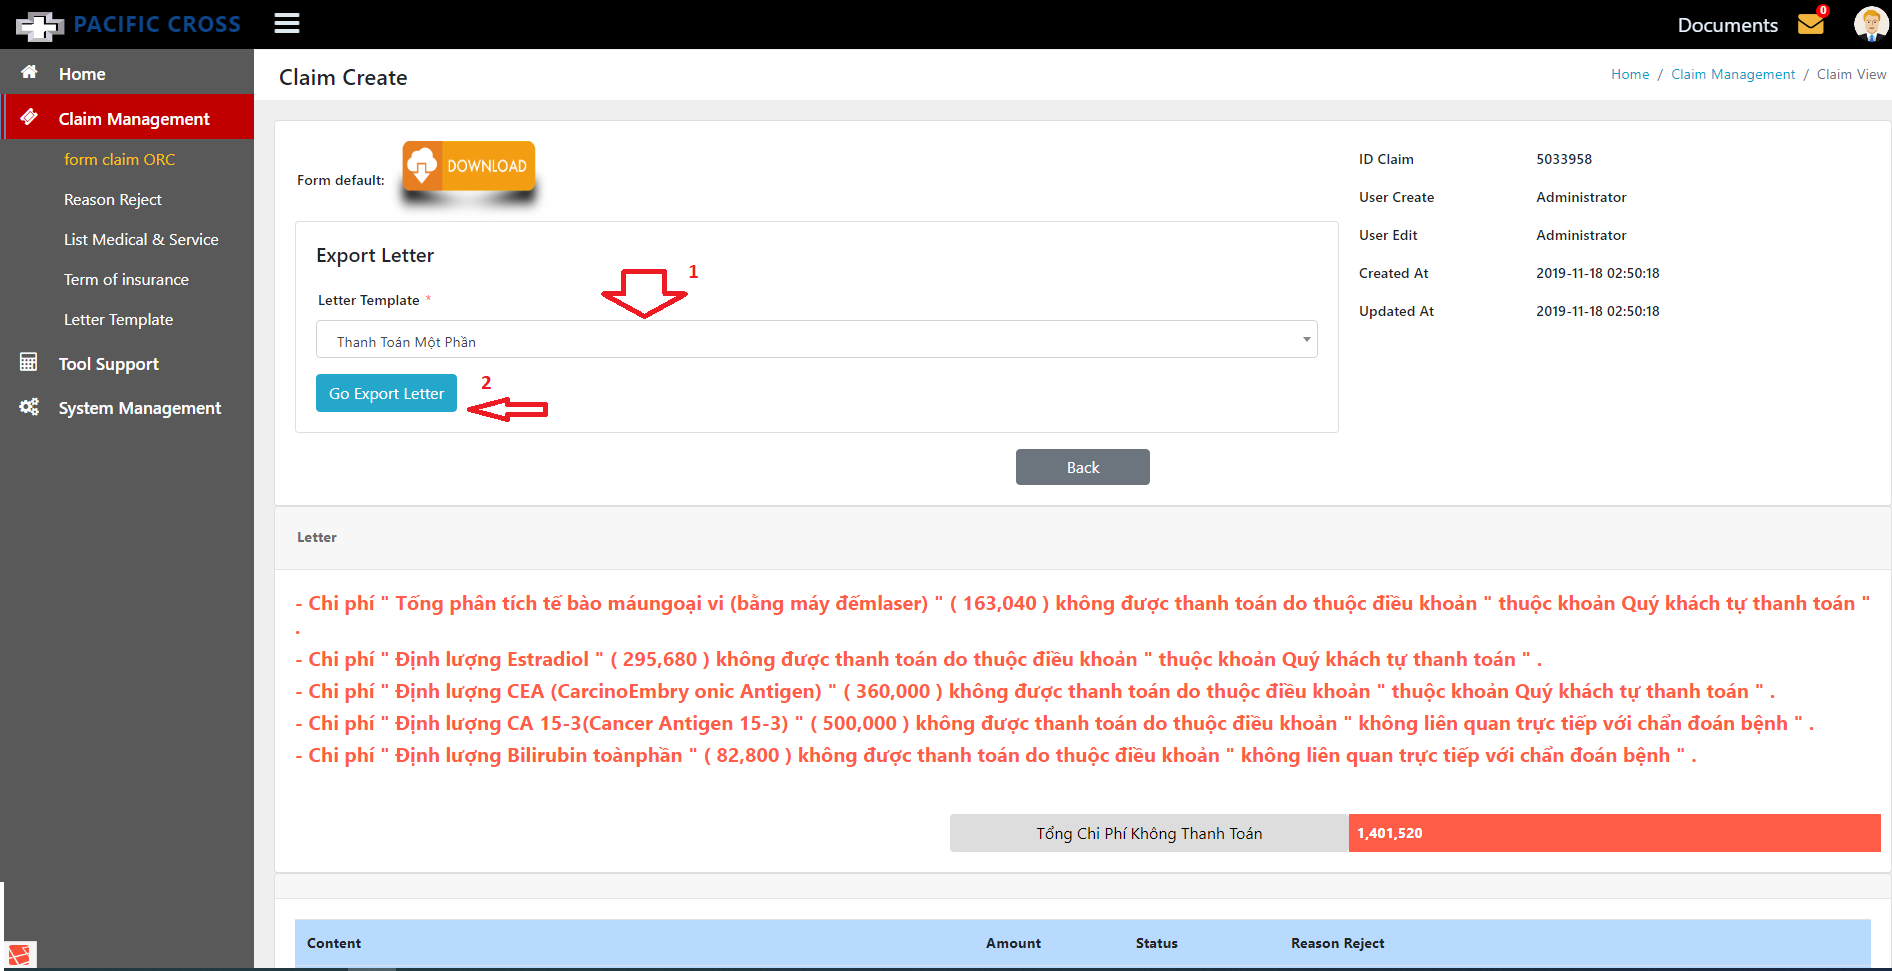 PACIFIC CROSS
Documents
0
Home
Claim Management
form claim ORC
Reason Reject
List Medical & Service
Term of insurance
Letter Template
Tool Support
System Management
Claim Create
Home / Claim Management / Claim View
Form default:
DOWNLOAD
Export Letter
1
Letter Template *
Thanh Toán Một Phần
Go Export Letter
2
Back
ID Claim 5033958
User Create Administrator
User Edit Administrator
Created At 2019-11-18 02:50:18
Updated At 2019-11-18 02:50:18
Letter
- Chi phí " Tống phân tích tế bào máungoại vi (bằng máy đếmlaser) " ( 163,040 ) không được thanh toán do thuộc điều khoản " thuộc khoản Quý khách tự thanh toán "
.
- Chi phí " Định lượng Estradiol " ( 295,680 ) không được thanh toán do thuộc điều khoản " thuộc khoản Quý khách tự thanh toán " .
- Chi phí " Định lượng CEA (CarcinoEmbry onic Antigen) " ( 360,000 ) không được thanh toán do thuộc điều khoản " thuộc khoản Quý khách tự thanh toán " .
- Chi phí " Định lượng CA 15-3(Cancer Antigen 15-3) " ( 500,000 ) không được thanh toán do thuộc điều khoản " không liên quan trực tiếp với chẩn đoán bệnh " .
- Chi phí " Định lượng Bilirubin toànphần " ( 82,800 ) không được thanh toán do thuộc điều khoản " không liên quan trực tiếp với chẩn đoán bệnh " .
Tổng Chi Phí Không Thanh Toán 1,401,520
Content Amount Status Reason Reject